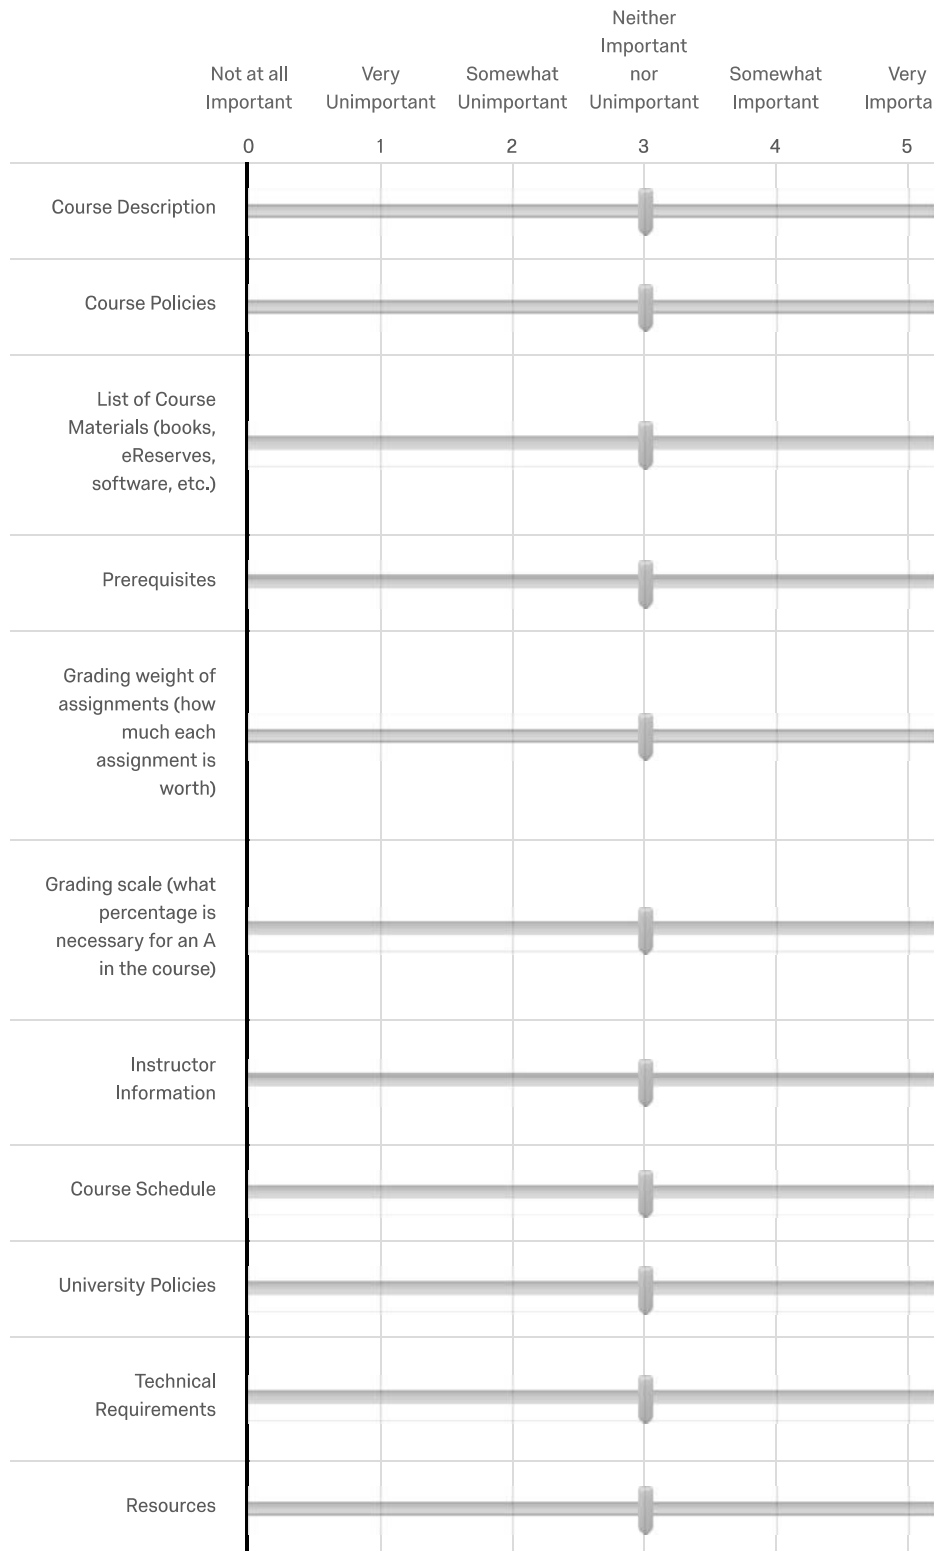 Neither
Important
Not at all Very Somewhat nor Somewhat Very
Important Unimportant Unimportant Unimportant Important Importa
0 1 2 3 4 5
Course Description
Course Policies
List of Course
Materials (books,
eReserves,
software, etc.)
Prerequisites
Grading weight of
assignments (how
much each
assignment is
worth)
Grading scale (what
percentage is
necessary for an A
in the course)
Instructor
Information
Course Schedule
University Policies
Technical
Requirements
Resources